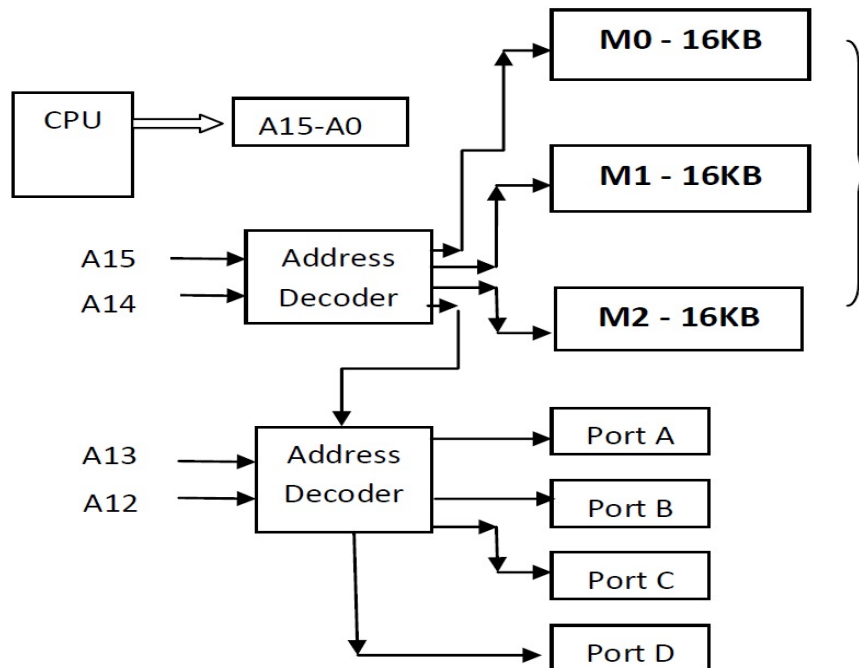 M0 - 16KB
CPU
A15-A0
M1 - 16KB
A15
A14
Address
Decoder
M2 - 16KB
A13
A12
Address
Decoder
Port A
Port B
Port C
Port D